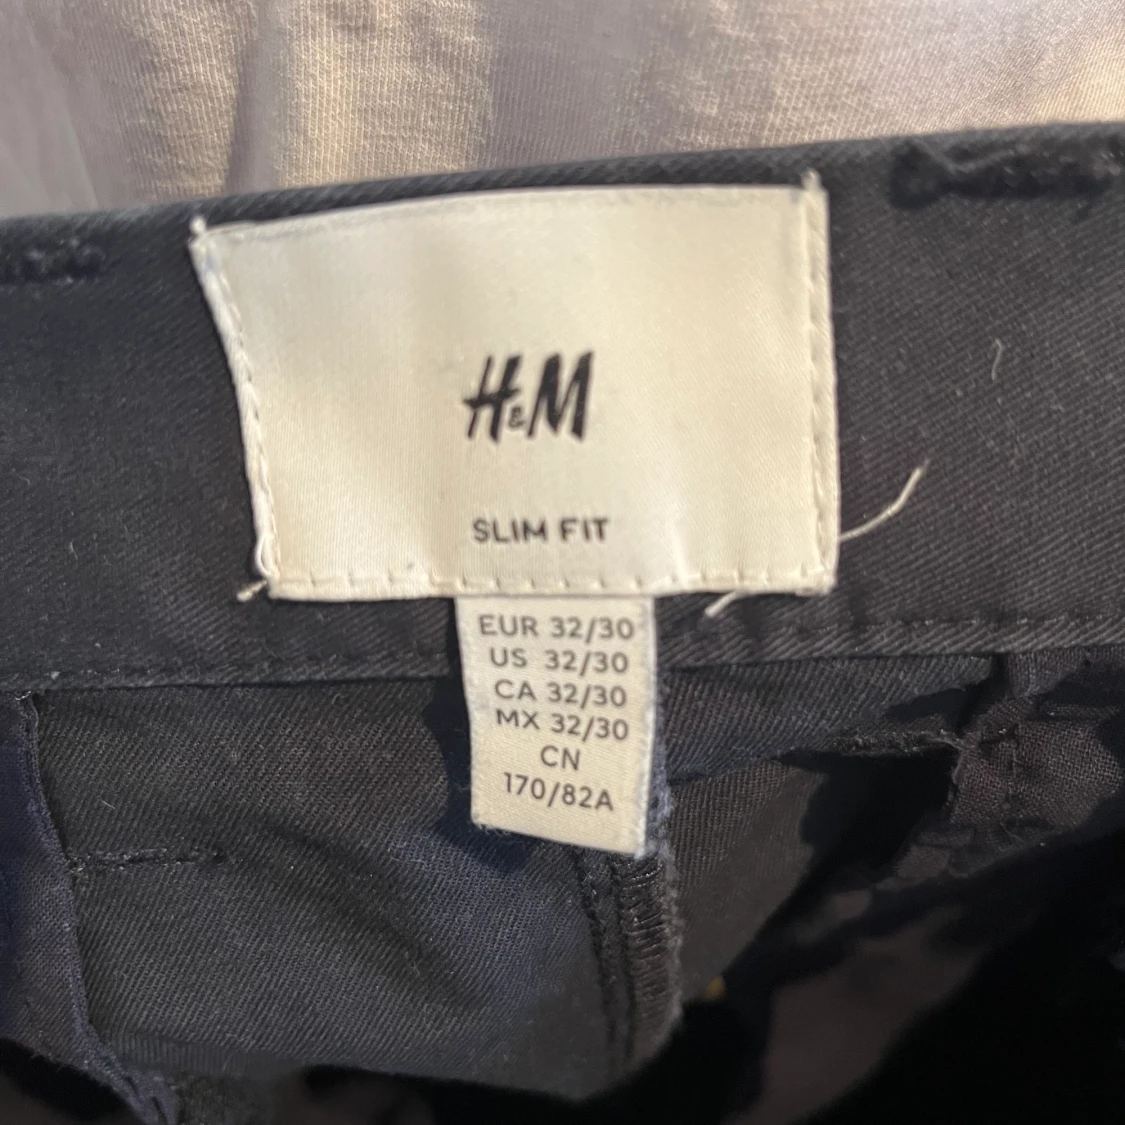 H&M
SLIM FIT
EUR 32/30
US 32/30
CA 32/30
MX 32/30
CN
170/82A